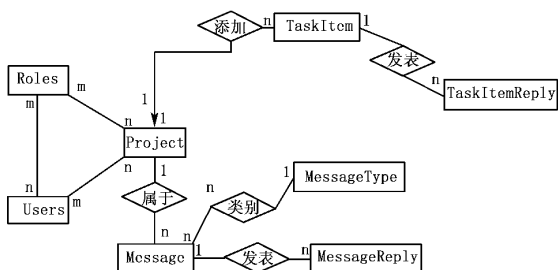 添加
n
TaskItem
1
发表
n
TaskItemReply
Roles
m
m
1
1
n
Project
n
1
n
Users
m
属于
n
n
类别
1
MessageType
n
Message
1
发表
n
MessageReply